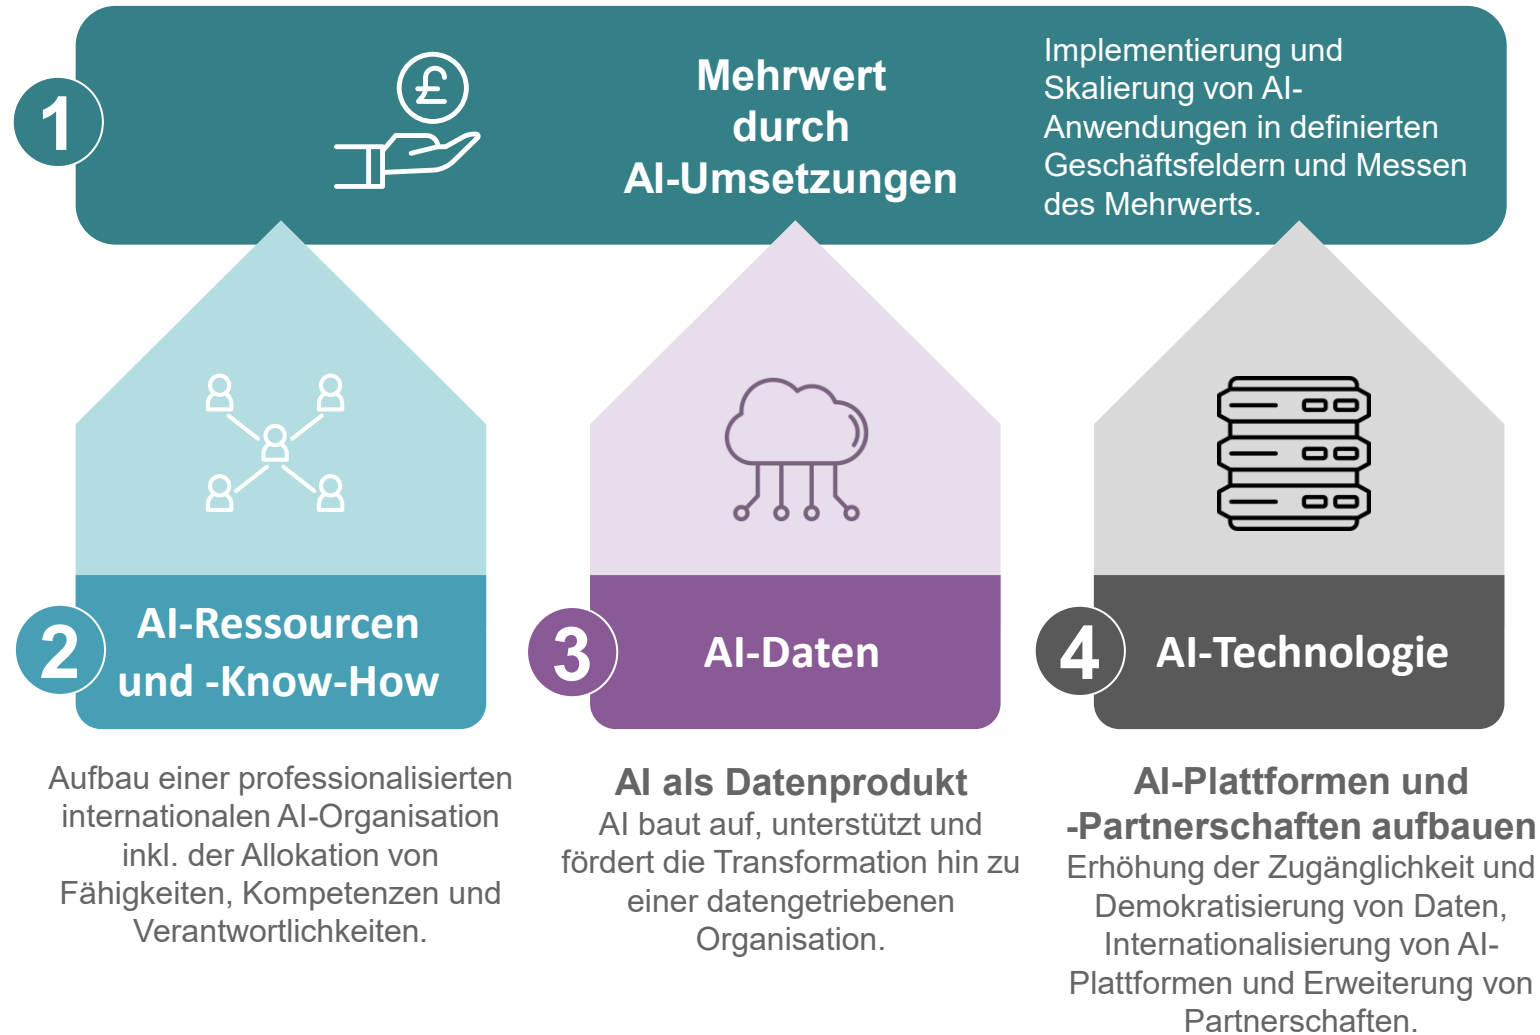 1
£
Mehrwert
durch
AI-Umsetzungen
Implementierung und
Skalierung von AI-
Anwendungen in definierten
Geschäftsfeldern und Messen
des Mehrwerts.
2
AI-Ressourcen
und -Know-How
Aufbau einer professionalisierten
internationalen AI-Organisation
inkl. der Allokation von
Fähigkeiten, Kompetenzen und
Verantwortlichkeiten.
3
AI-Daten
AI als Datenprodukt
AI baut auf, unterstützt und
fördert die Transformation hin zu
einer datengetriebenen
Organisation.
4
AI-Technologie
AI-Plattformen und
-Partnerschaften aufbauen
Erhöhung der Zugänglichkeit und
Demokratisierung von Daten,
Internationalisierung von AI-
Plattformen und Erweiterung von
Partnerschaften.